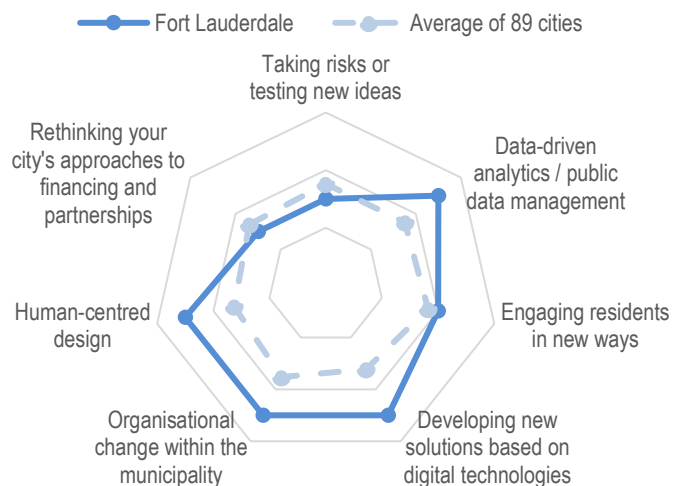 Fort Lauderdale
Average of 89 cities
Taking risks or
testing new ideas
Data-driven
analytics / public
data management
Engaging residents
in new ways
Developing new
solutions based on
digital technologies
Organisational
change within the
municipality
Human-centred
design
Rethinking your
city's approaches to
financing and
partnerships